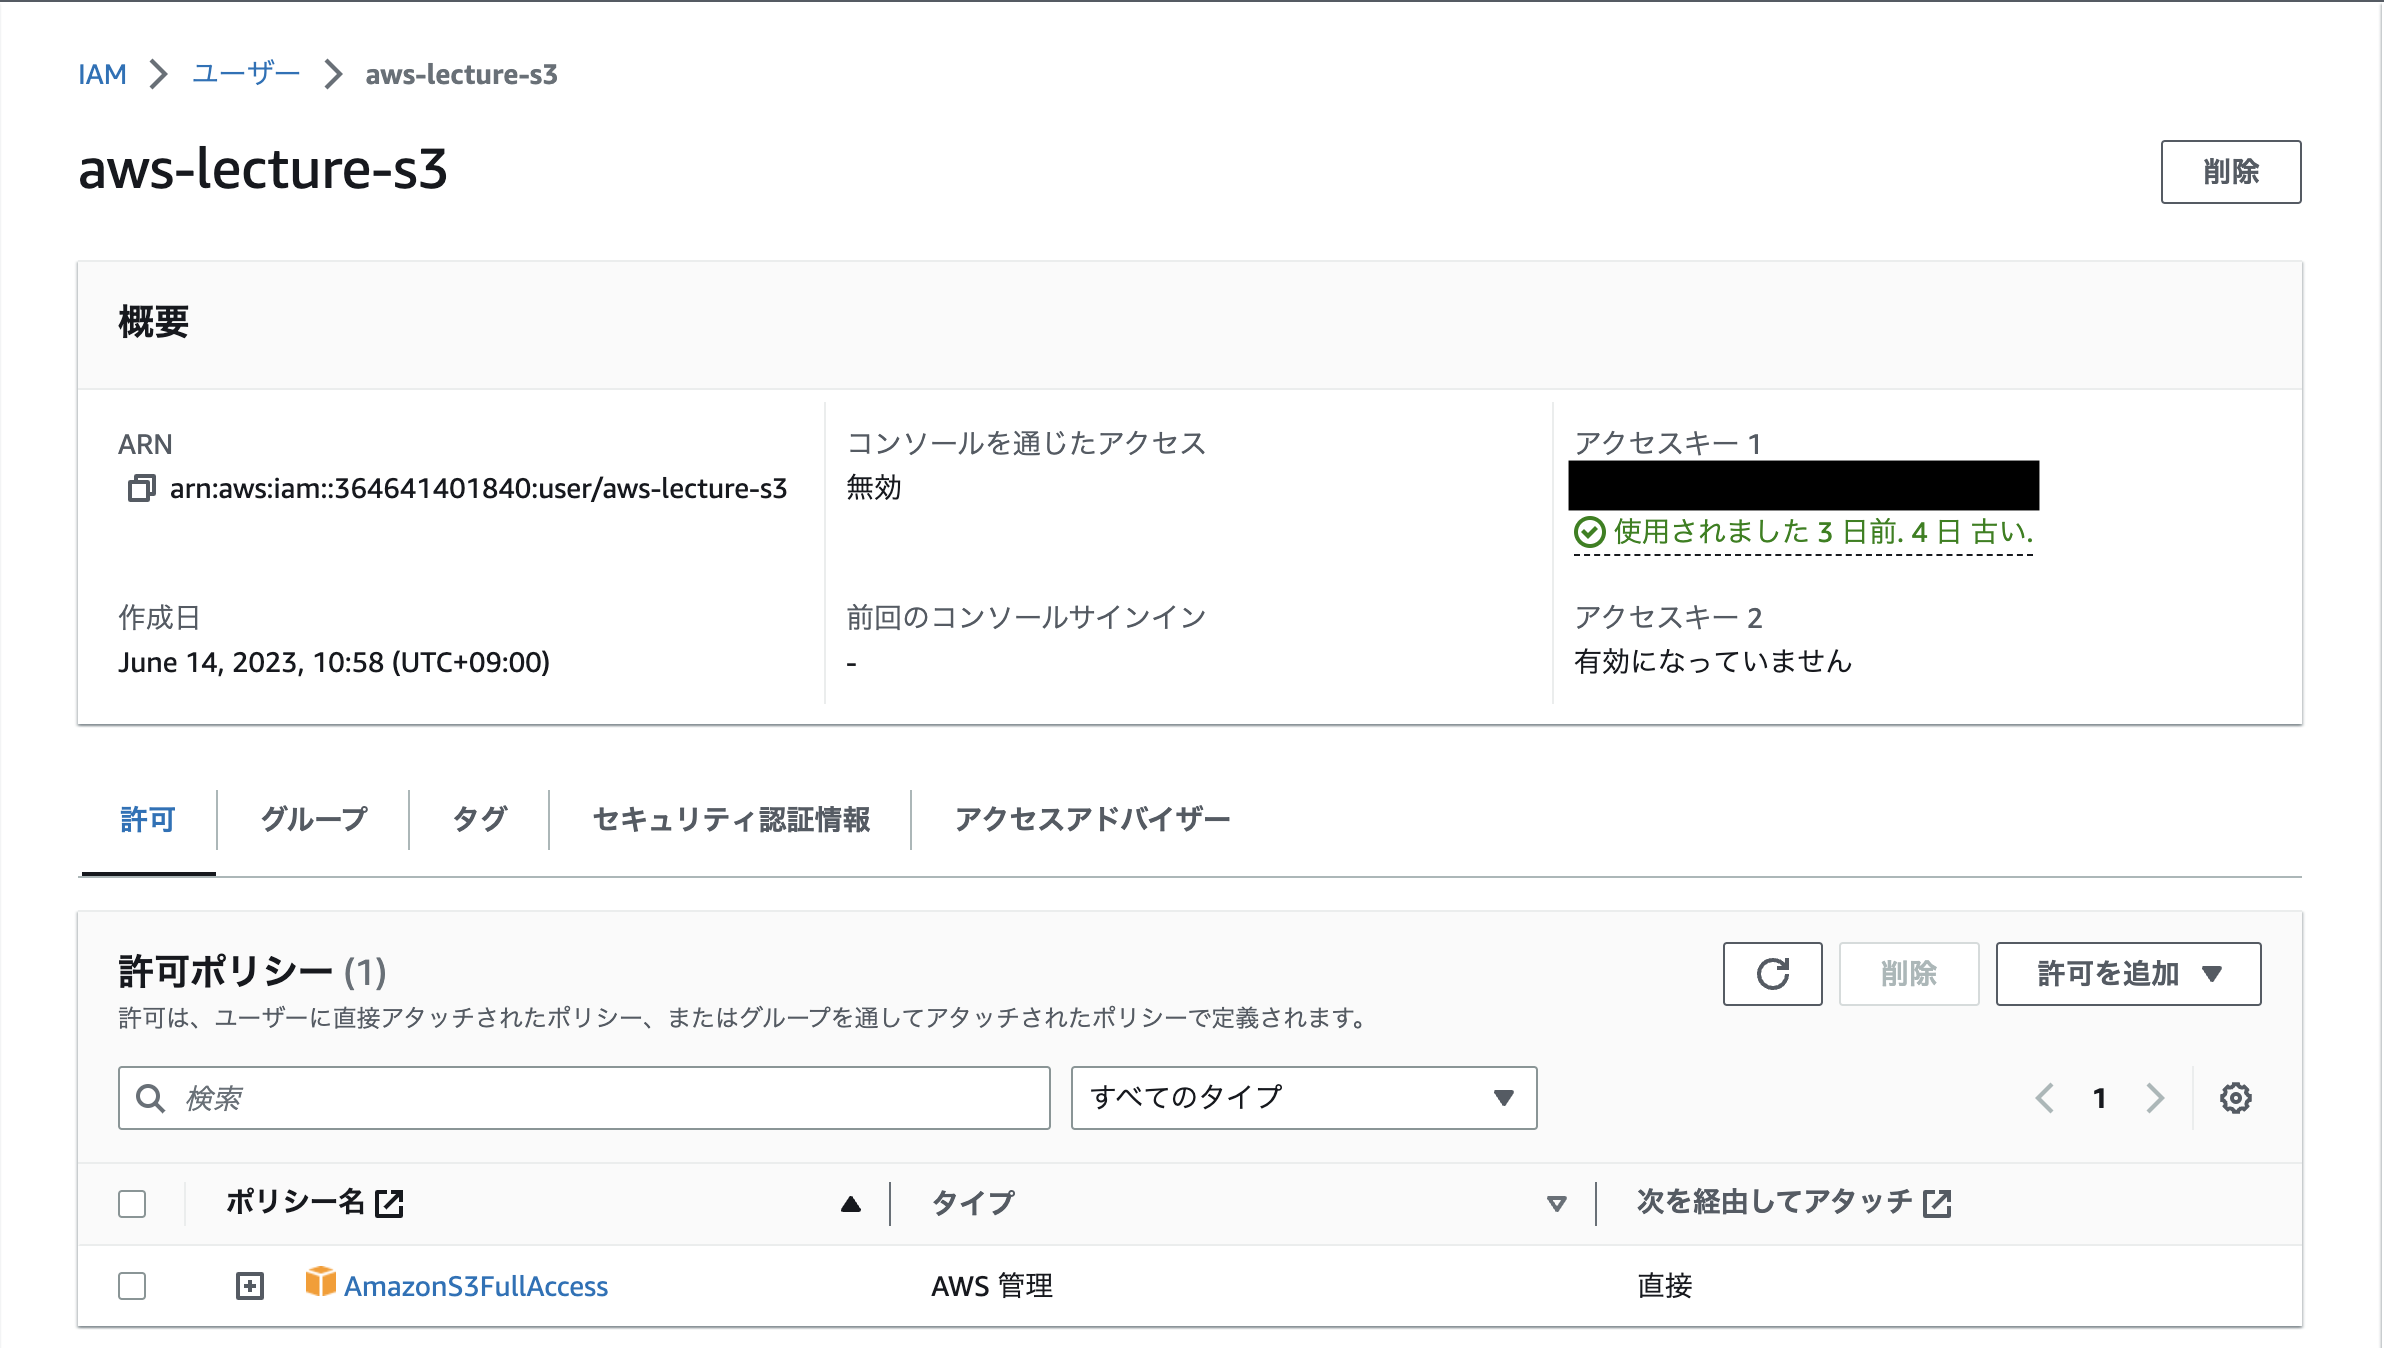 IAM > ユーザー > aws-lecture-s3
aws-lecture-s3
削除
概要
ARN
arn:aws:iam::364641401840:user/aws-lecture-s3
コンソールを通じたアクセス
無効
アクセスキー 1
使用されました 3 日前. 4 日 古い.
作成日
June 14, 2023, 10:58 (UTC+09:00)
前回のコンソールサインイン
-
アクセスキー 2
有効になっていません
許可
グループ
タグ
セキュリティ認証情報
アクセスアドバイザー
許可ポリシー (1)
許可は、ユーザーに直接アタッチされたポリシー、またはグループを通してアタッチされたポリシーで定義されます。
削除
許可を追加
検索
すべてのタイプ
1
ポリシー名
タイプ
次を経由してアタッチ
AmazonS3FullAccess
AWS 管理
直接